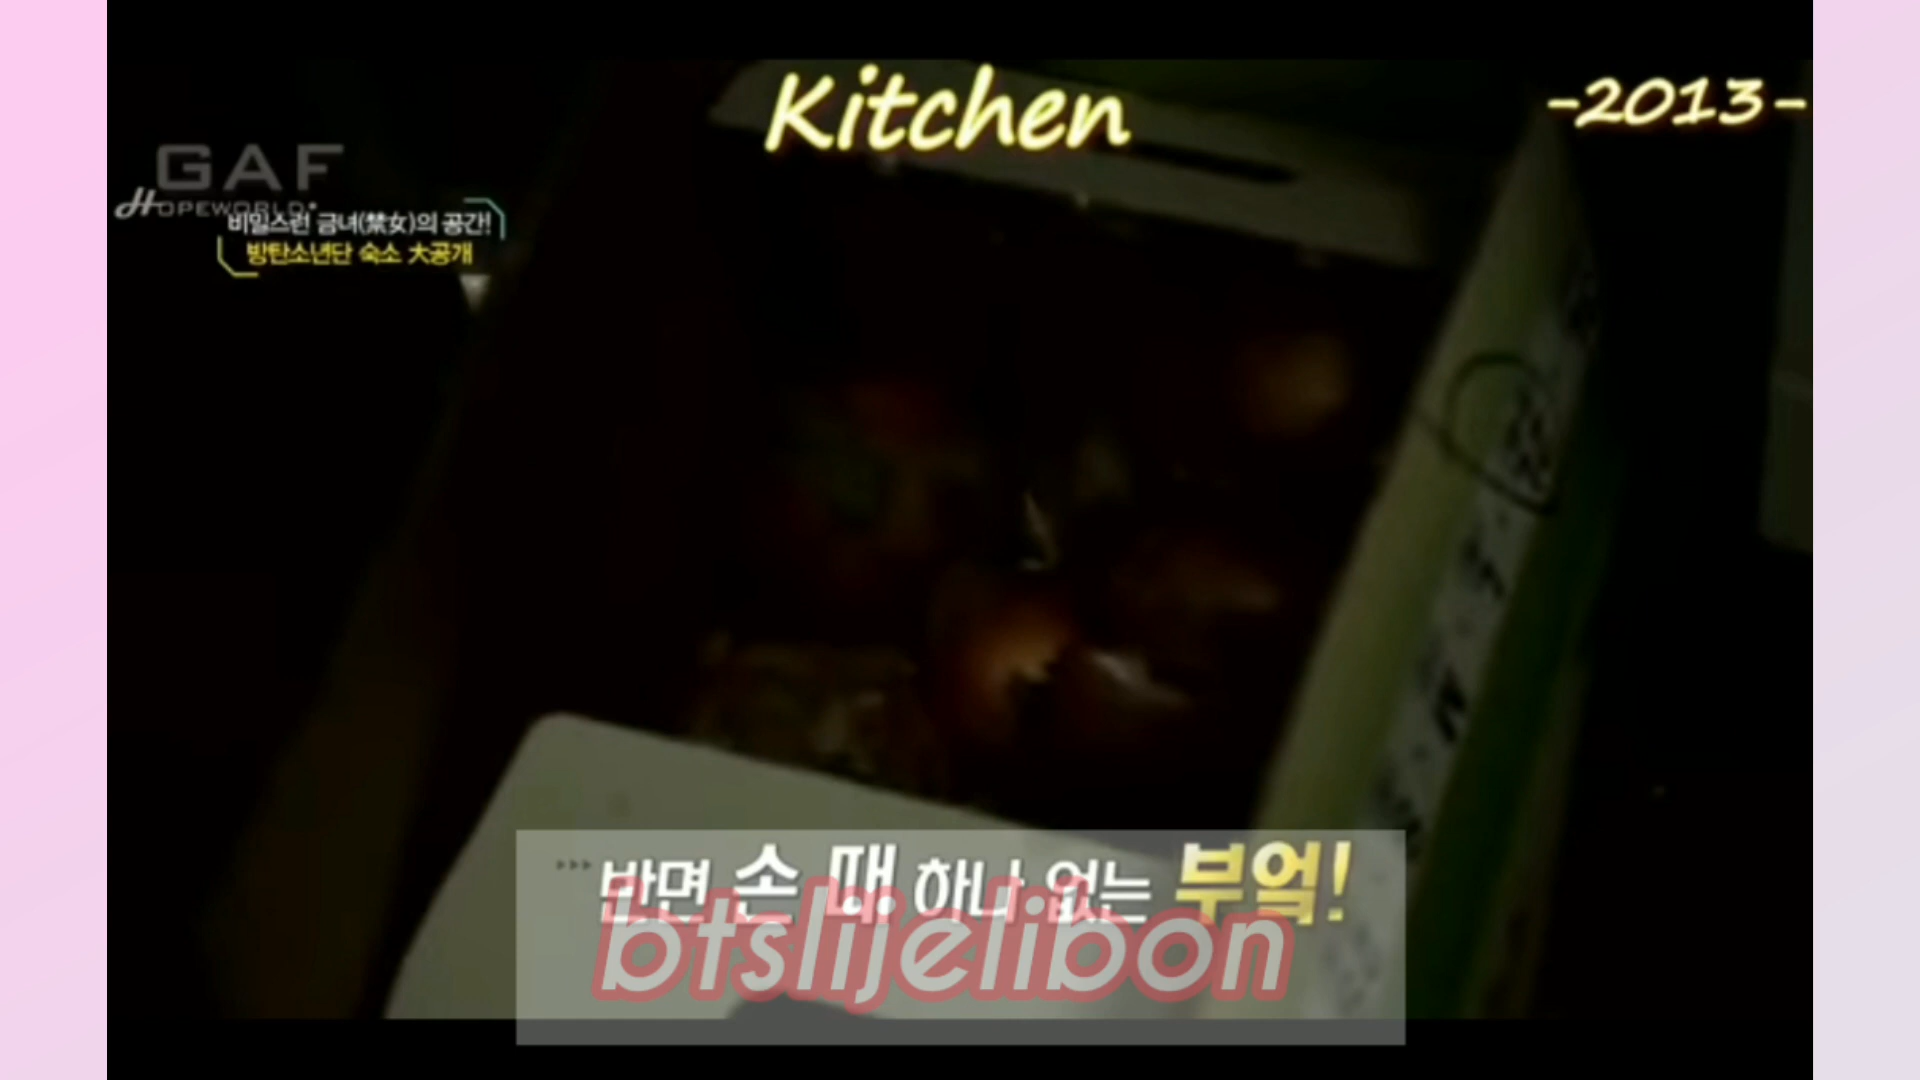 Kitchen
-2013-
GAF
HOPEWORLD
비밀스런 금녀(禁女)의 공간!
방탄소년단 숙소 大공개
반면 손 때 하나 없는 부엌!
btslijelibon